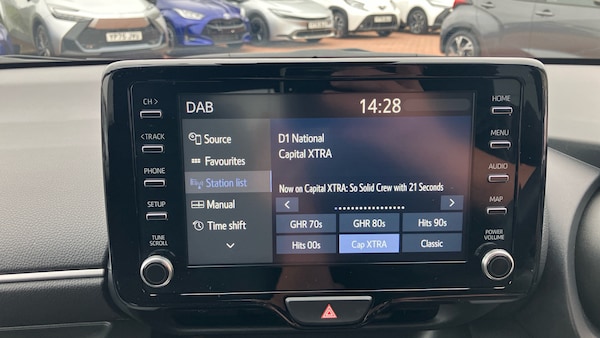 DAB
14:28
CH >
< TRACK
PHONE
SETUP
TUNE
SCROLL
Source
Favourites
Station list
Manual
Time shift
D1 National
Capital XTRA
Now on Capital XTRA: So Solid Crew with 21 Seconds
GHR 70s
GHR 80s
Hits 90s
Hits 00s
Cap XTRA
Classic
HOME
MENU
AUDIO
MAP
POWER
VOLUME